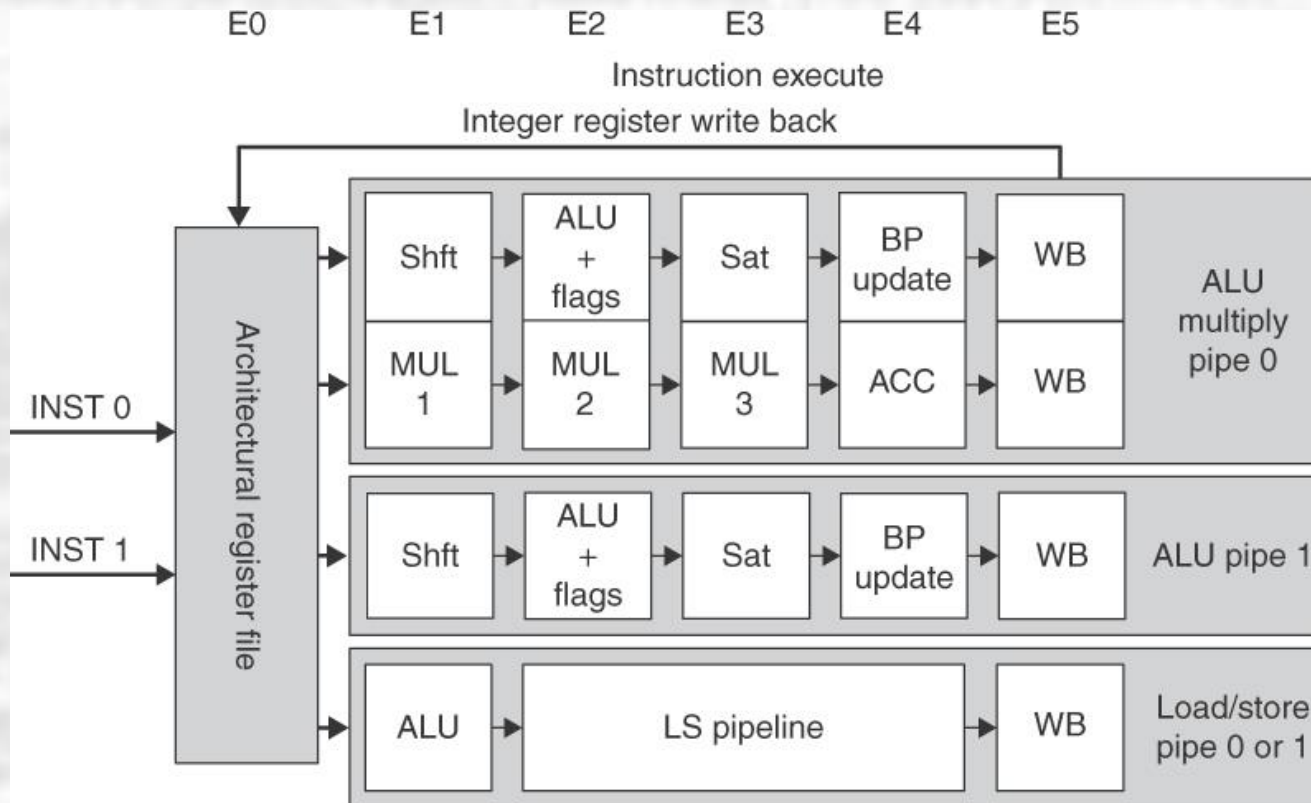 E0 E1 E2 E3 E4 E5
Instruction execute
Integer register write back
Architectural register file
INST 0
INST 1
Shft
ALU
+
flags
Sat
BP
update
WB
MUL
1
MUL
2
MUL
3
ACC
WB
ALU
multiply
pipe 0
Shft
ALU
+
flags
Sat
BP
update
WB
ALU pipe 1
ALU
LS pipeline
WB
Load/store
pipe 0 or 1